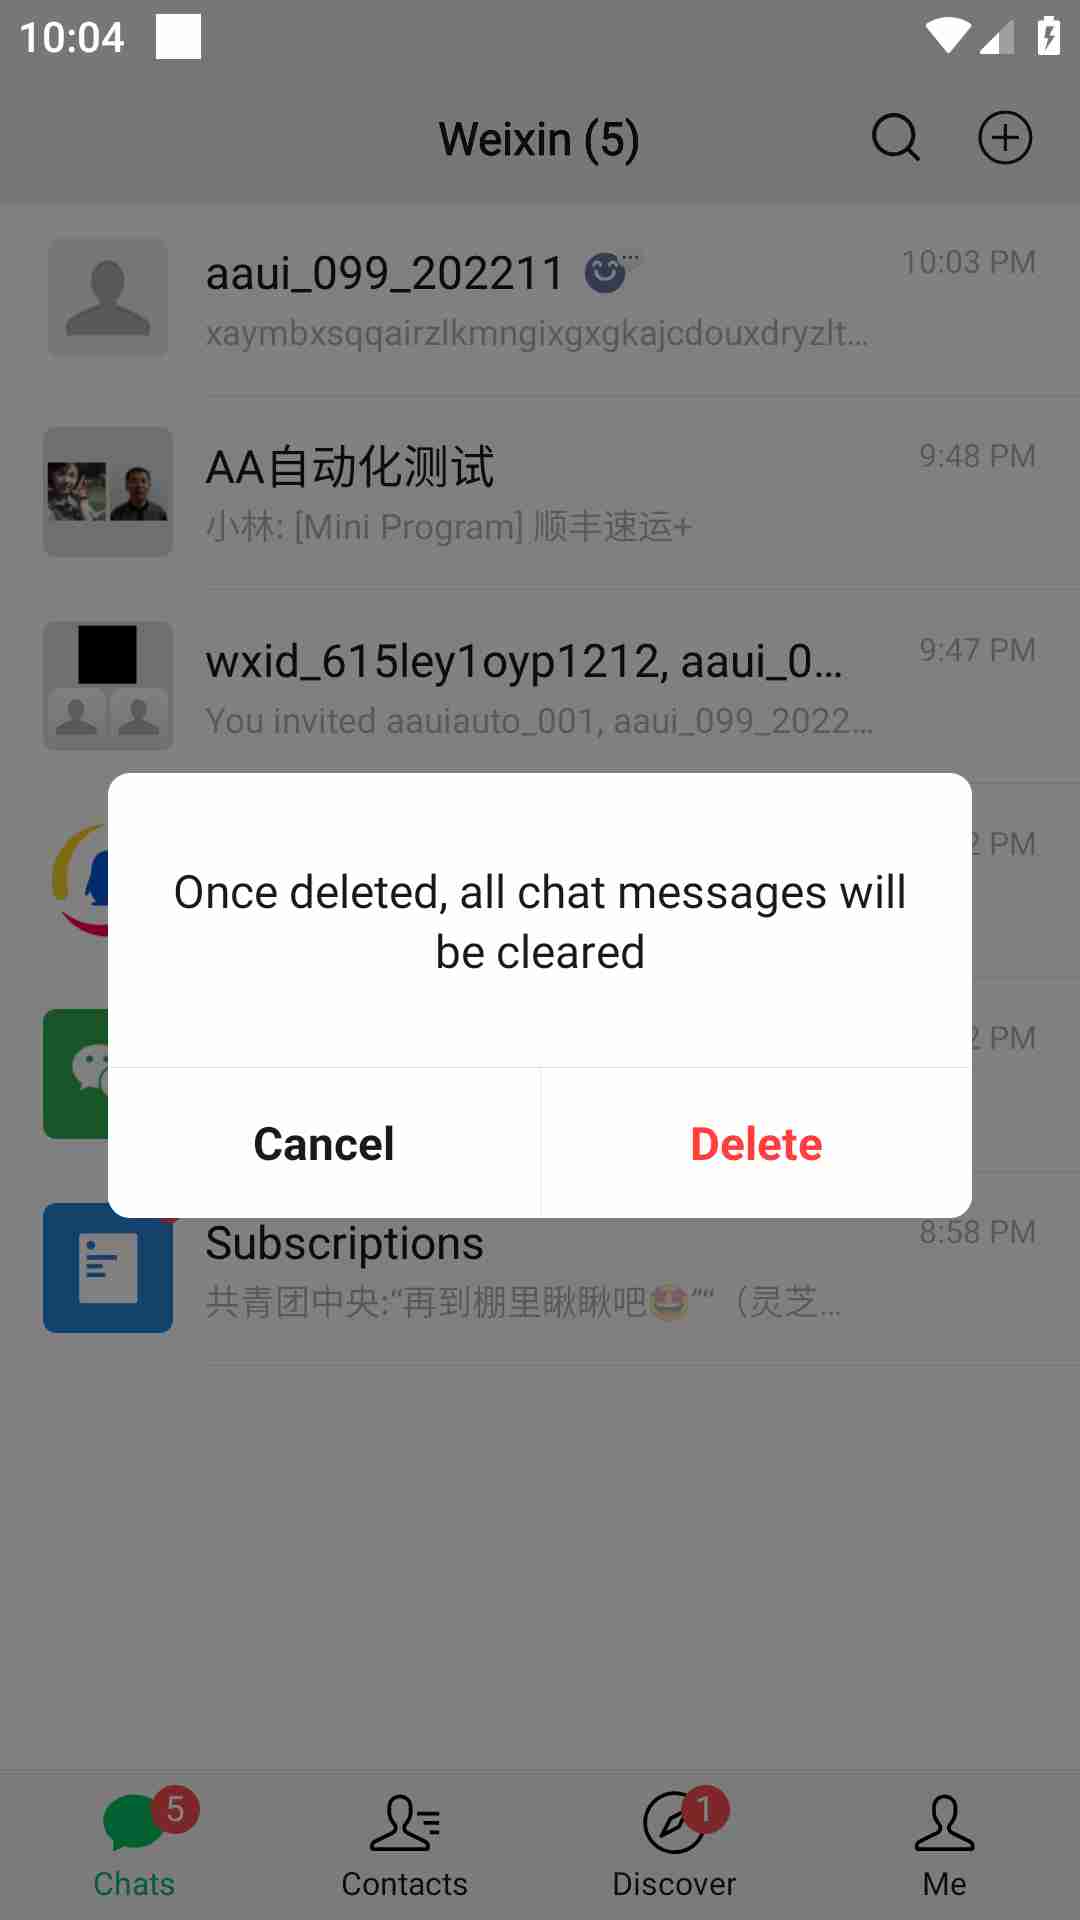 10:04
Weixin (5)
aaui_099_202211
10:03 PM
xaymbxsqqairzlkmngixgxgkajcdouxdryzlt...
AA自动化测试
9:48 PM
小林: [Mini Program] 顺丰速运+
wxid_615ley1oyp1212, aaui_0...
9:47 PM
You invited aauiauto_001, aaui_099_2022...
2 PM
Once deleted, all chat messages will
be cleared
2 PM
Cancel
Delete
Subscriptions
8:58 PM
共青团中央:“再到棚里瞅瞅吧🤩”“（灵芝...
5
1
Chats
Contacts
Discover
Me